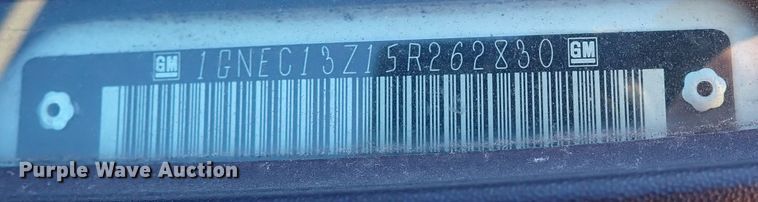 GM 1GNEC13Z15R262830 GM
Purple Wave Auction